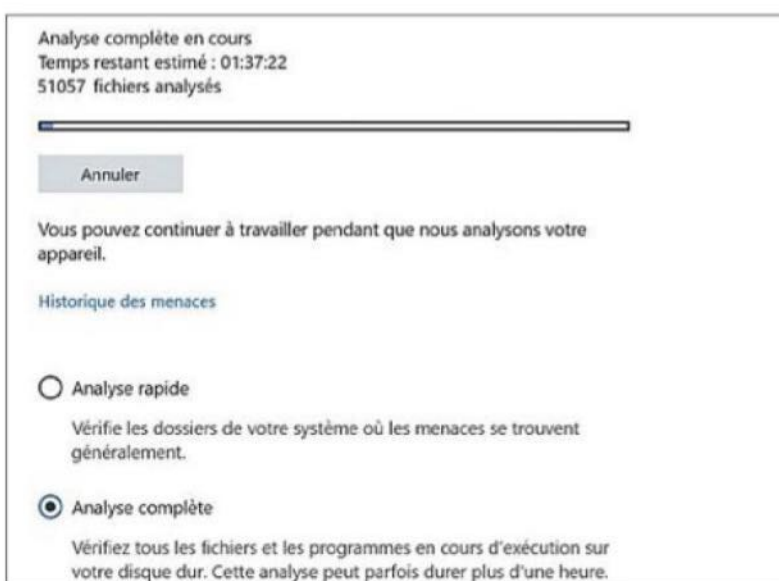 Analyse complète en cours
Temps restant estimé : 01:37:22
51057 fichiers analysés
Annuler
Vous pouvez continuer à travailler pendant que nous analysons votre
appareil.
Historique des menaces
Analyse rapide
Vérifie les dossiers de votre système où les menaces se trouvent
généralement.
Analyse complète
Vérifiez tous les fichiers et les programmes en cours d'exécution sur
votre disque dur. Cette analyse peut parfois durer plus d'une heure.